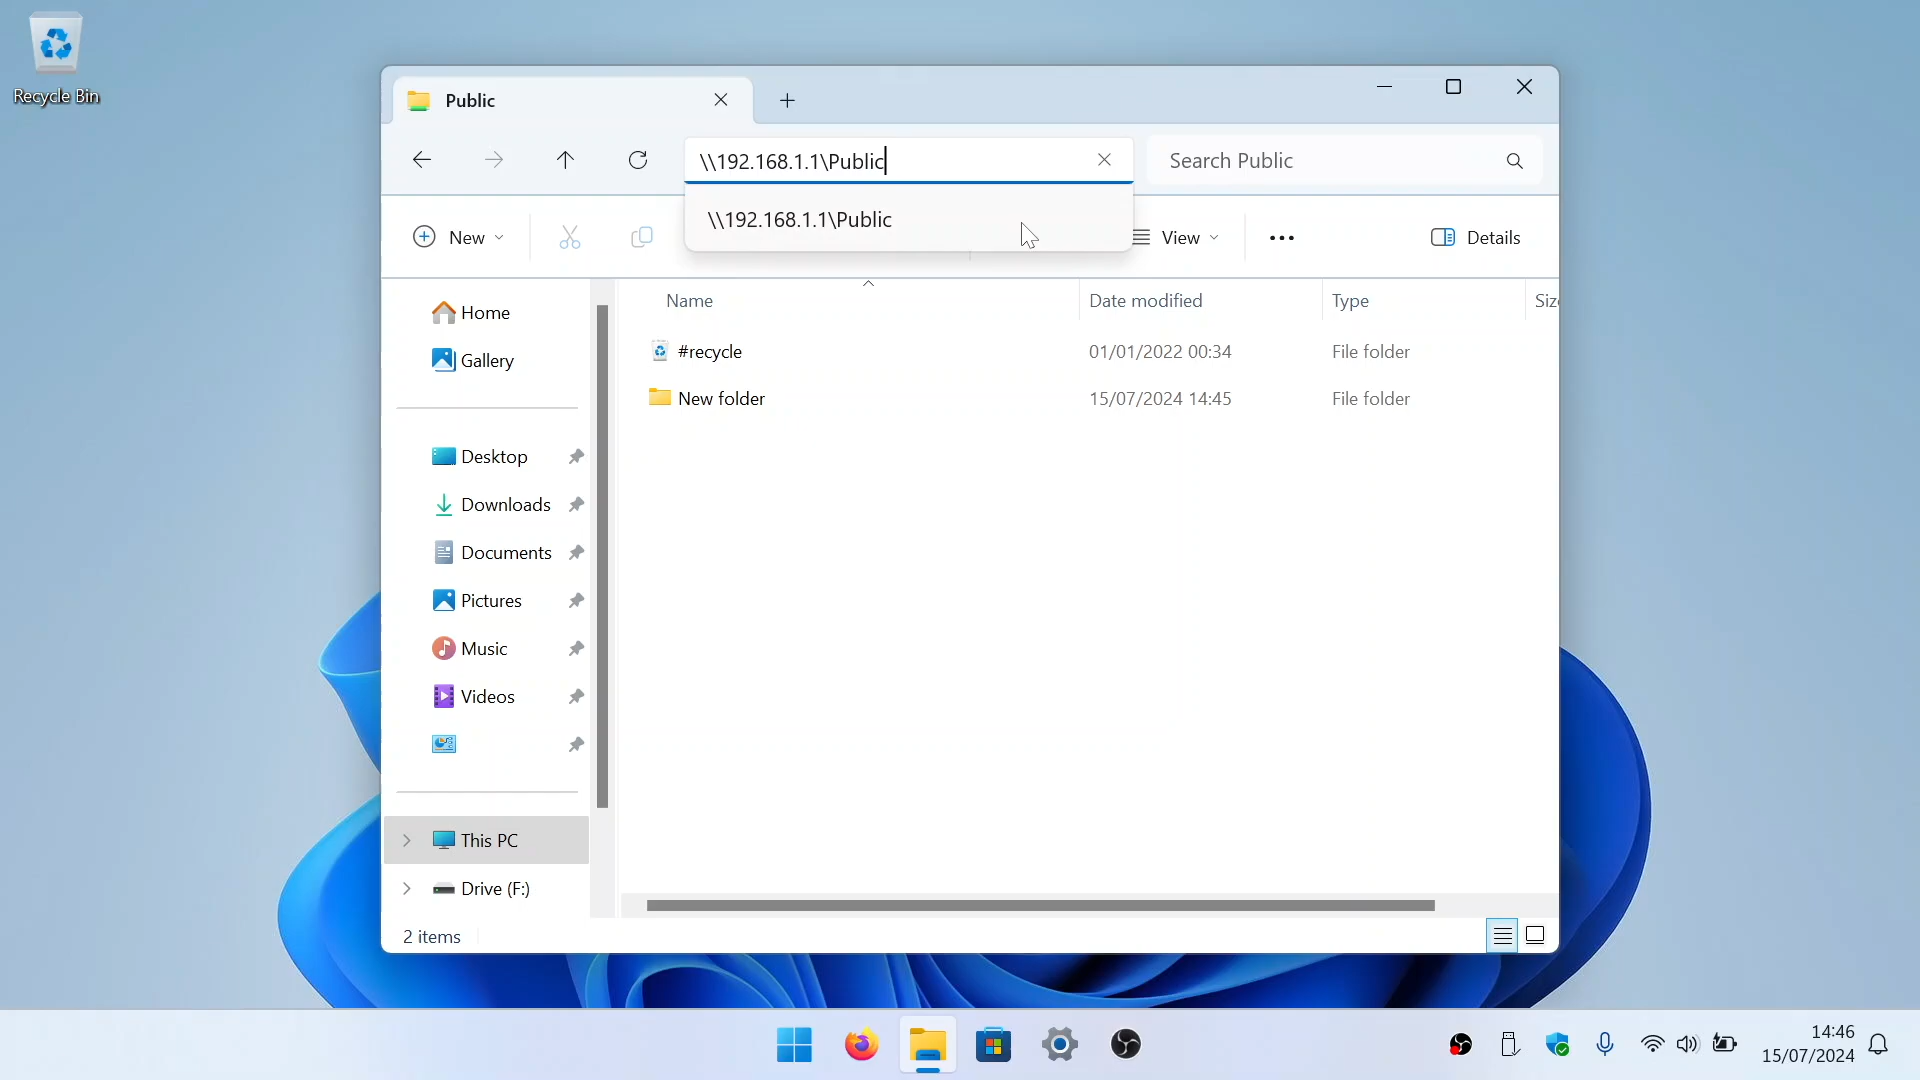 Recycle Bin
Public
\\192.168.1.1\Public
Search Public
\\192.168.1.1\Public
New
View
Details
Name
Date modified
Type
Siz
#recycle
01/01/2022 00:34
File folder
New folder
15/07/2024 14:45
File folder
Home
Gallery
Desktop
Downloads
Documents
Pictures
Music
Videos
This PC
Drive (F:)
2 items
14:46
15/07/2024